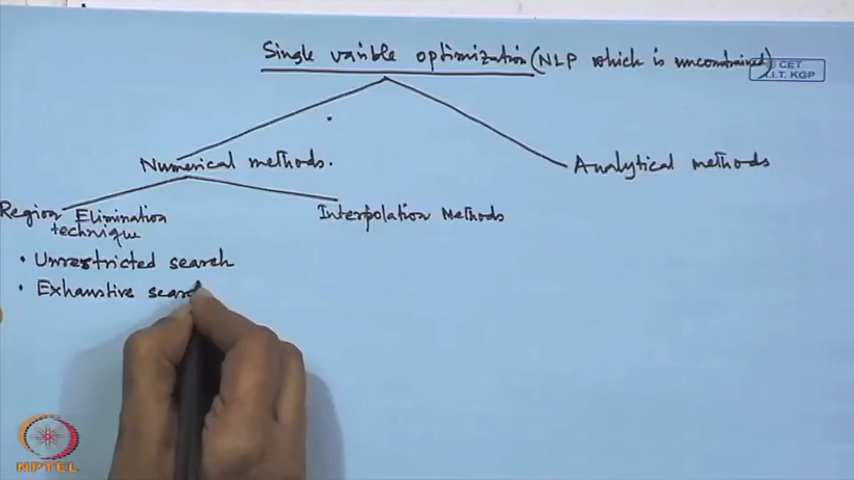 Single variable optimization (NLP which is unconstrained)
CET
I.I.T. KGP
Numerical methods.
Analytical methods
Region Elimination
technique
Interpolation Methods
• Unrestricted search
• Exhaustive search
NPTEL